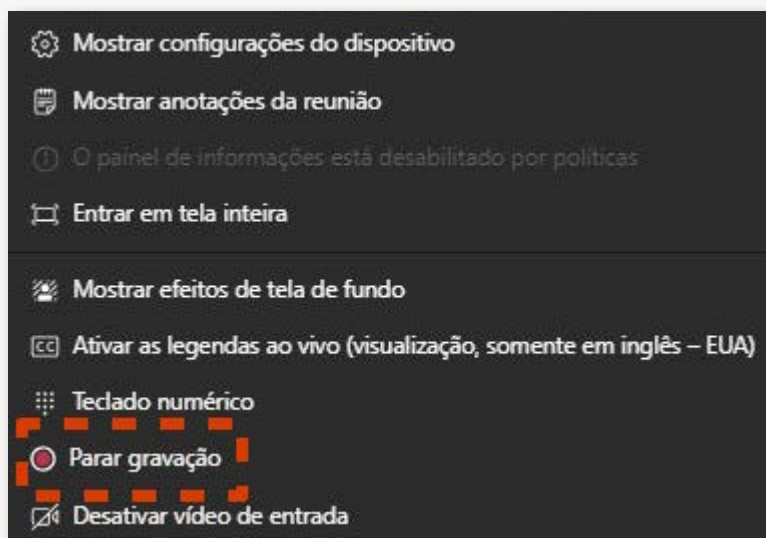 Mostrar configurações do dispositivo
Mostrar anotações da reunião
O painel de informações está desabilitado por políticas
Entrar em tela inteira
Mostrar efeitos de tela de fundo
CC Ativar as legendas ao vivo (visualização, somente em inglês – EUA)
Teclado numérico
Parar gravação
Desativar vídeo de entrada